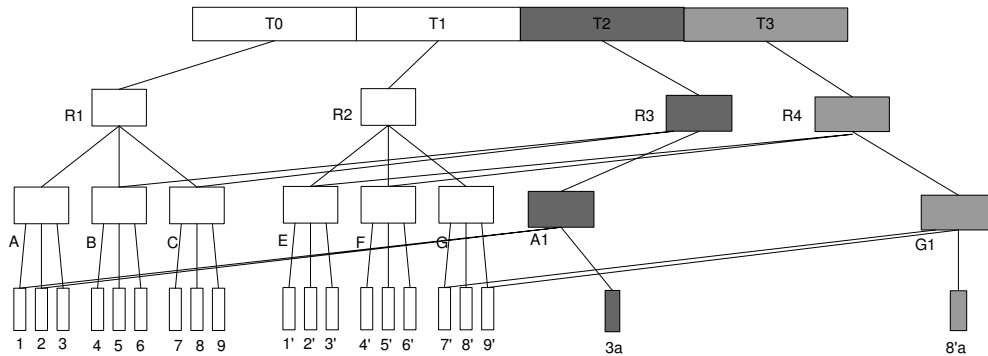 T0 T1 T2 T3
R1 R2 R3 R4
A B C E F G A1 G1
1 2 3 4 5 6 7 8 9 1' 2' 3' 4' 5' 6' 7' 8' 9' 3a 8'a